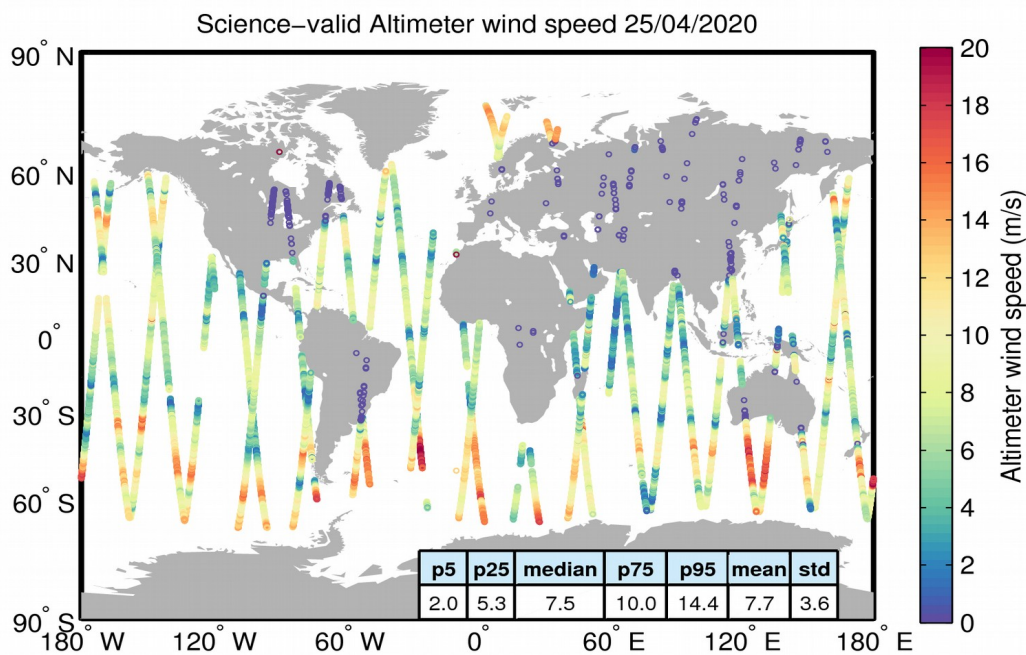 Science−valid Altimeter wind speed 25/04/2020
90° N
60° N
30° N
0°
30° S
60° S
90° S
180° W
120° W
60° W
0°
60° E
120° E
180° E
p5 p25 median p75 p95 mean std
2.0 5.3 7.5 10.0 14.4 7.7 3.6
20
18
16
14
12
10
8
6
4
2
0
Altimeter wind speed (m/s)